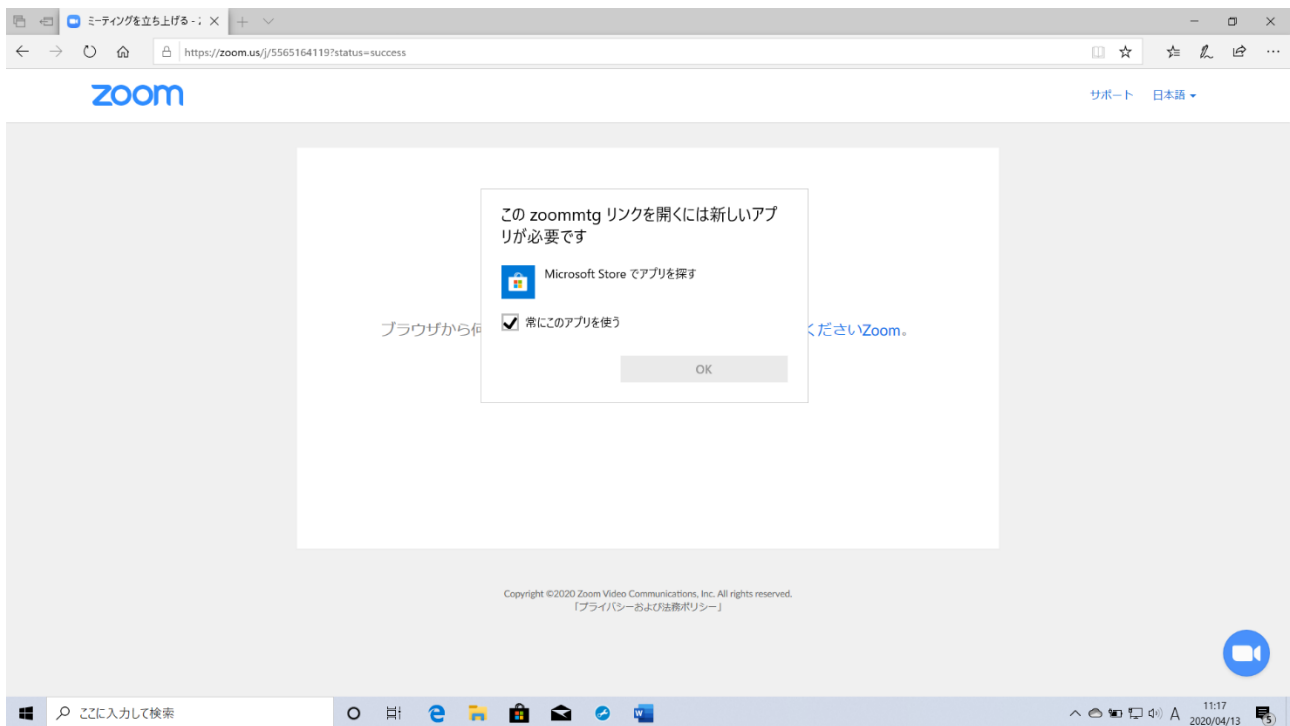 ミーティングを立ち上げる - ;
https://zoom.us/j/5565164119?status=success
zoom
サポート 日本語
この zoommtg リンクを開くには新しいアプ
リが必要です
Microsoft Store でアプリを探す
常にこのアプリを使う
ブラウザから
くださいZoom。
OK
Copyright ©2020 Zoom Video Communications, Inc. All rights reserved.
「プライバシーおよび法務ポリシー」
ここに入力して検索
A
11:17
2020/04/13
5